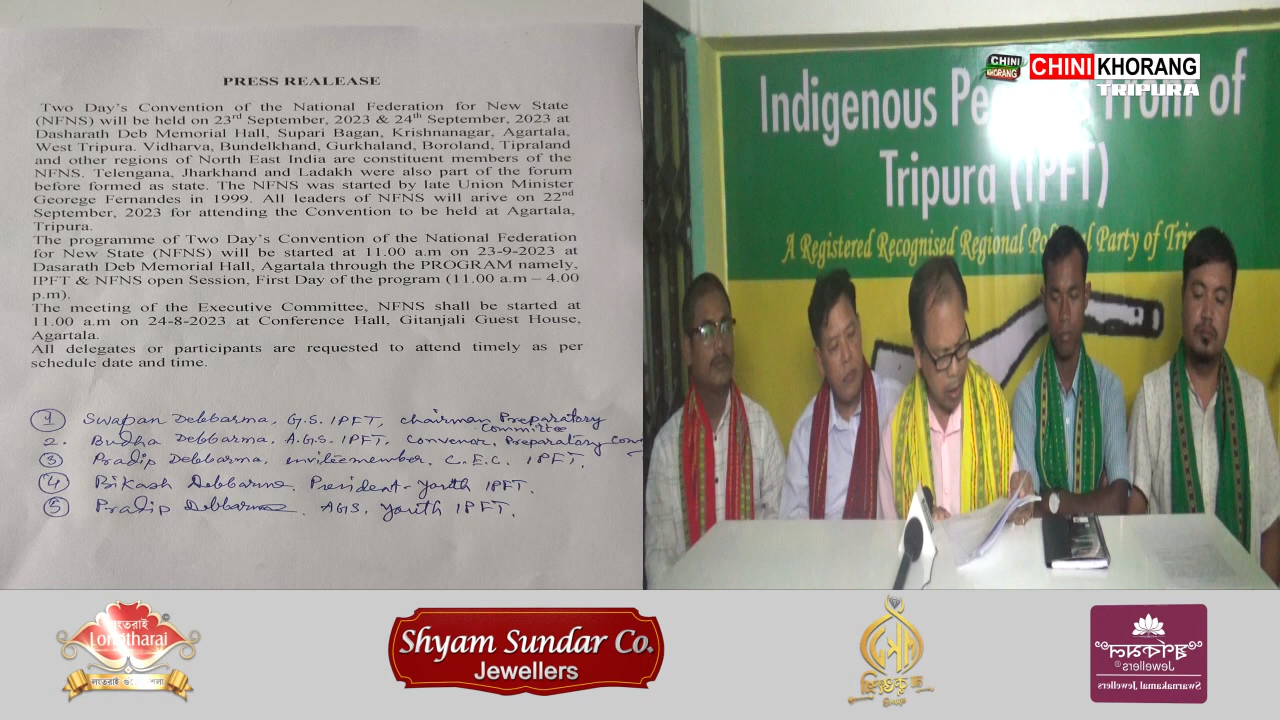 PRESS REALEASE
Two Day's Convention of the National Federation for New State
(NFNS) will be held on 23rd September, 2023 & 24th September, 2023 at
Dasharath Deb Memorial Hall, Supari Bagan, Krishnanagar, Agartala,
West Tripura. Vidharva, Bundelkhand, Gurkhaland, Boroland, Tipraland
and other regions of North East India are constituent members of the
NFNS. Telengana, Jharkhand and Ladakh were also part of the forum
before formed as state. The NFNS was started by late Union Minister
Georege Fernandes in 1999. All leaders of NFNS will arive on 22nd
September, 2023 for attending the Convention to be held at Agartala,
Tripura.
The programme of Two Day's Convention of the National Federation
for New State (NFNS) will be started at 11.00 a.m on 23-9-2023 at
Dasarath Deb Memorial Hall, Agartala through the PROGRAM namely,
IPFT & NFNS open Session, First Day of the program (11.00 a.m – 4.00
p.m).
The meeting of the Executive Committee, NFNS shall be started at
11.00 a.m on 24-8-2023 at Conference Hall, Gitanjali Guest House,
Agartala.
All delegates or participants are requested to attend timely as per
schedule date and time.
1 Swapan Debbarma, G.S. IPFT, chairman Preparatory
Committee
2. Budha Debbarma, A.G.S. IPFT, Convenor, Preparatory Com
3 Pradip Debbarma, inviteemember, C.E.C. IPFT.
4 Bikash Debbarma, President-Youth IPFT.
5 Pradip Debbarma, AGS, Youth IPFT.
CHINI
KHORANG
CHINI KHORANG
TRIPURA
Indigenous People's Front of
Tripura (IPFT)
A Registered Recognised Regional Political Party of
লংতরাই
Longtharai
Shyam Sundar Co.
Jewellers
স্বর্ণকমল
Jewellers®
Swarnakamal Jewellers